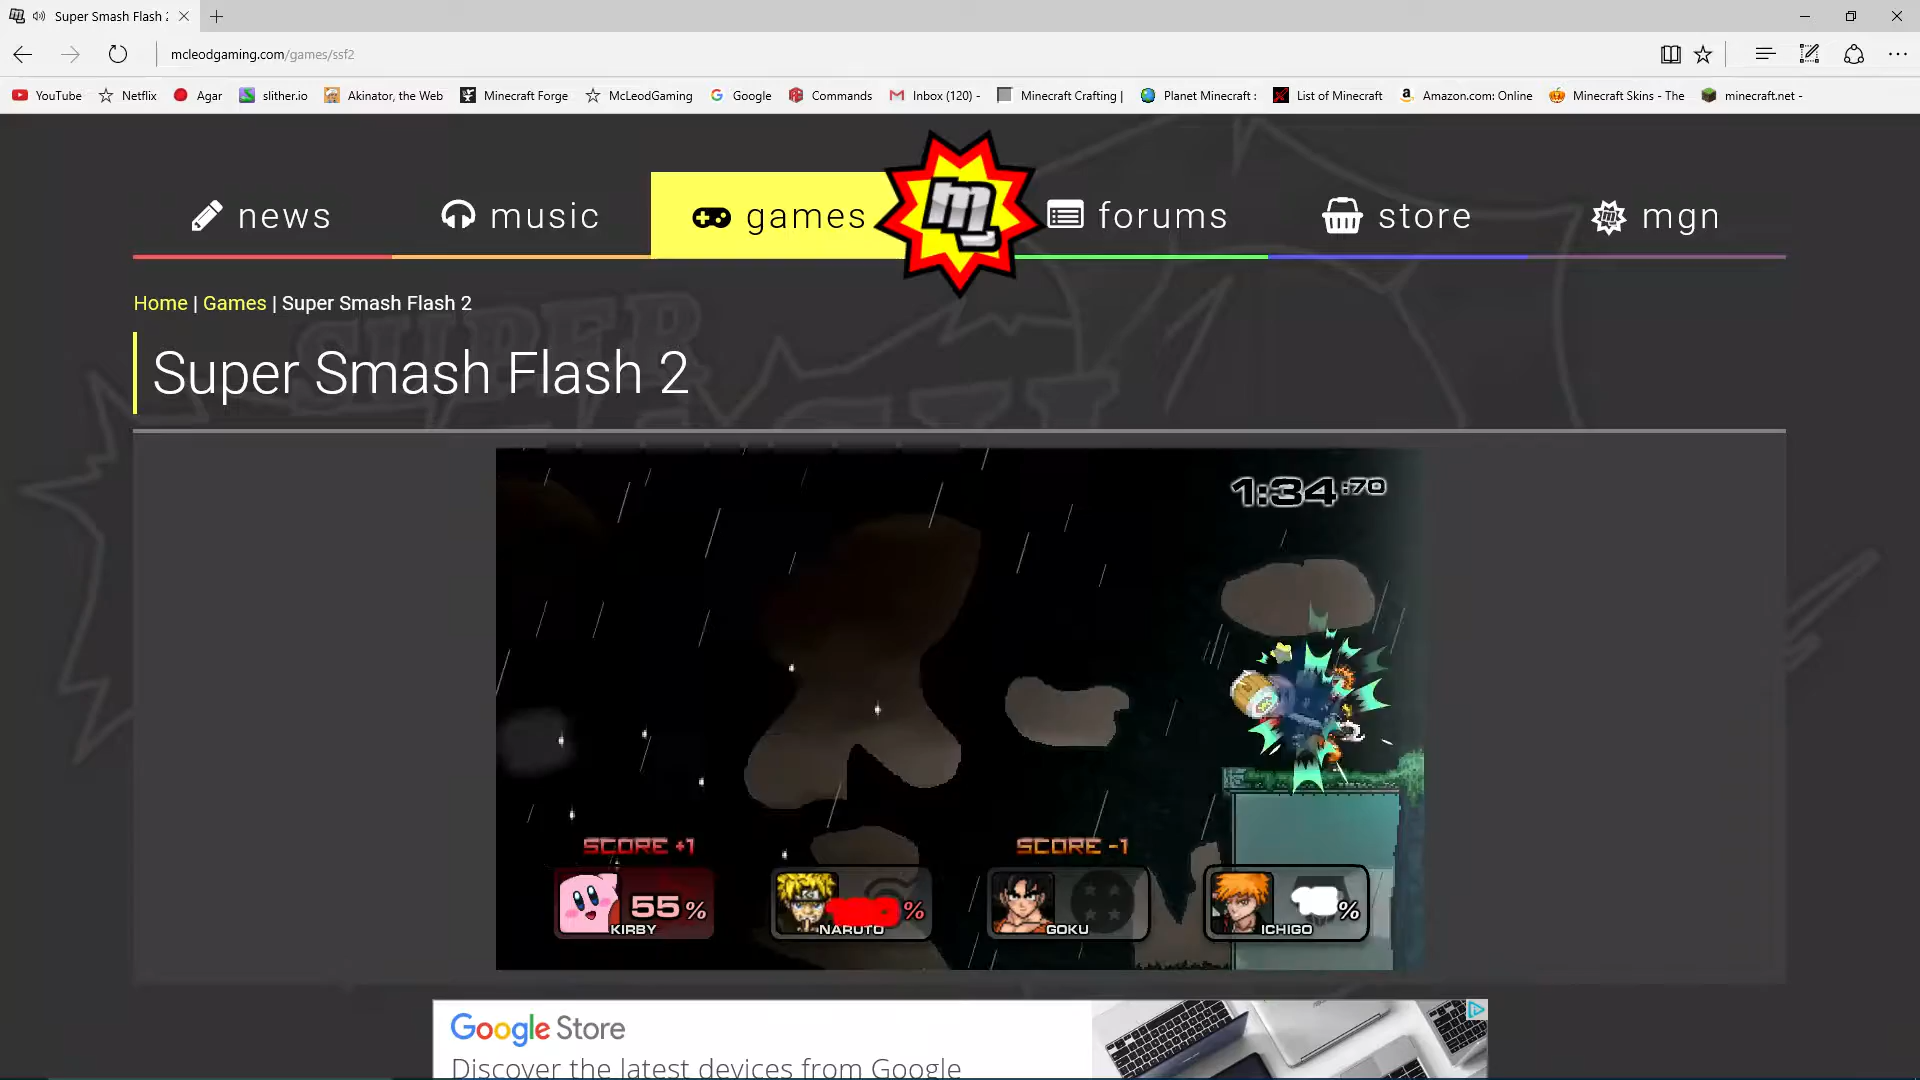 Super Smash Flash 2
mcleodgaming.com/games/ssf2
YouTube Netflix Agar slither.io Akinator, the Web Minecraft Forge McLeodGaming Google Commands Inbox (120) - Minecraft Crafting | Planet Minecraft : List of Minecraft Amazon.com: Online Minecraft Skins - The minecraft.net -
news music games forums store mgn
Home | Games | Super Smash Flash 2
Super Smash Flash 2
1:34:70
SCORE +1 SCORE -1
55% % %
KIRBY NARUTO GOKU ICHIGO
Google Store
Discover the latest devices from Google